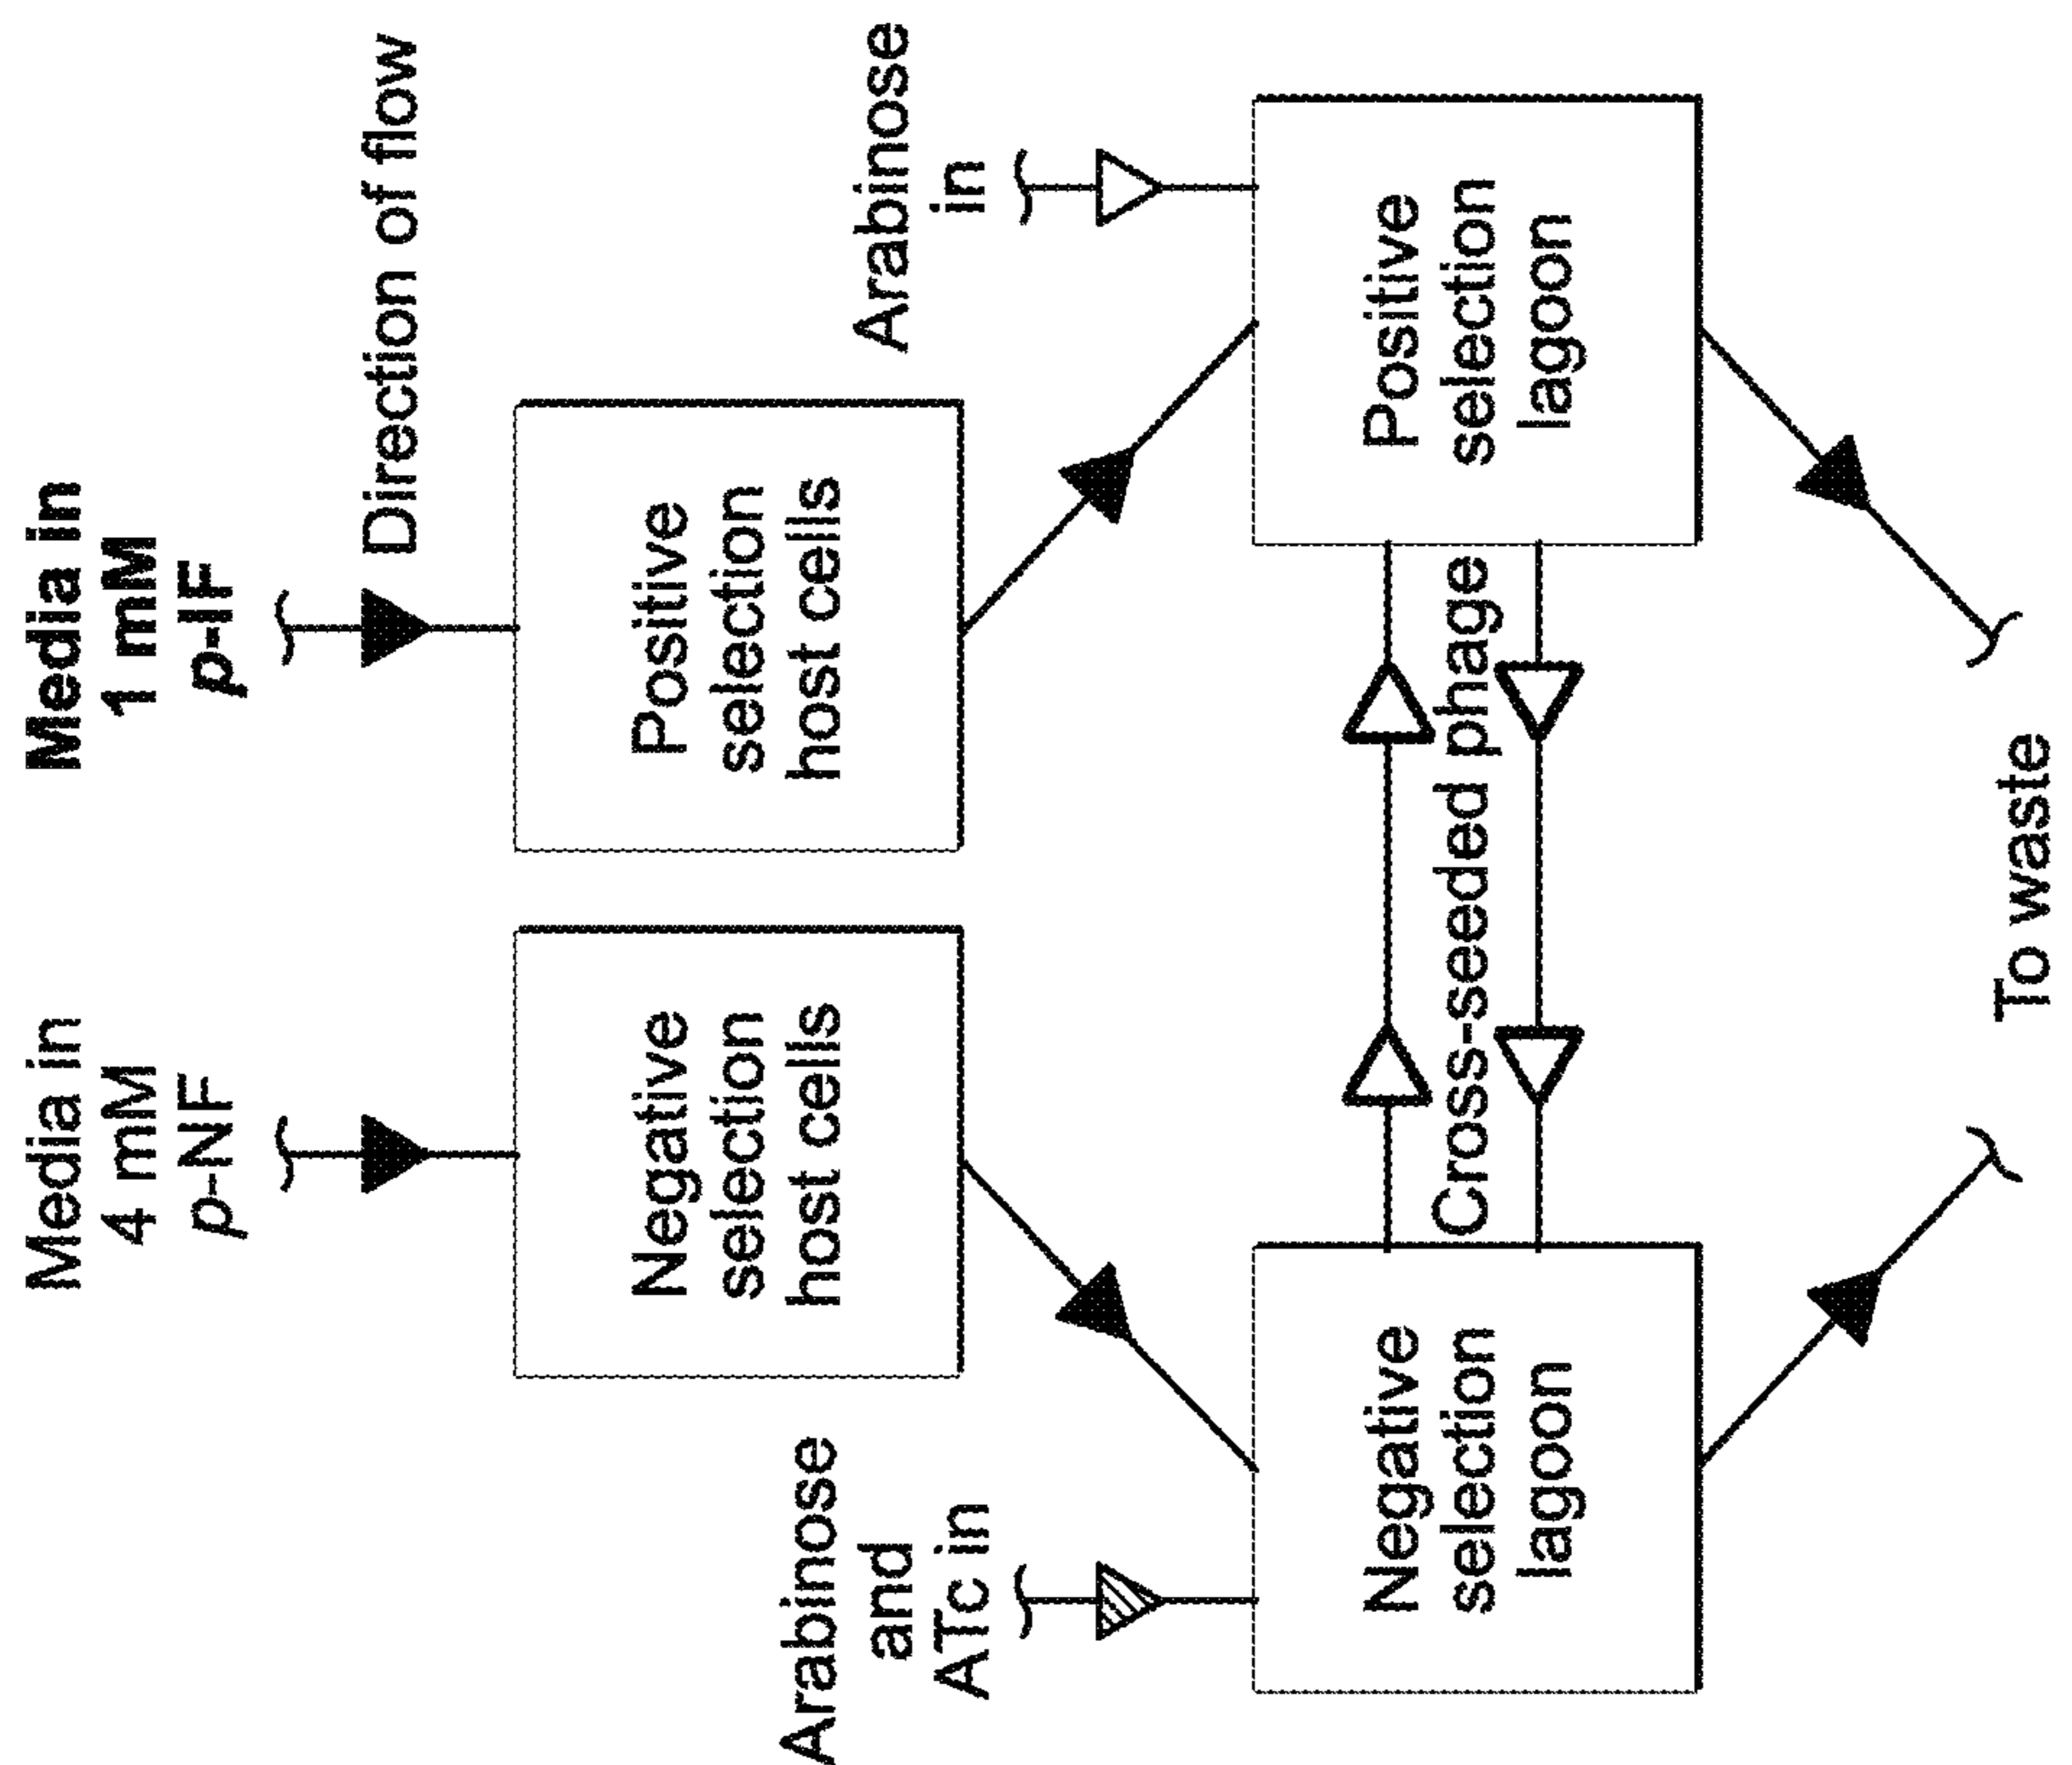 Media in
4 mM
p-NF
Media in
1 mM
p-IF
Direction of flow
Negative
selection
host cells
Positive
selection
host cells
Arabinose
and
ATc in
Arabinose
in
Negative
selection
lagoon
Cross-seeded phage
Positive
selection
lagoon
To waste